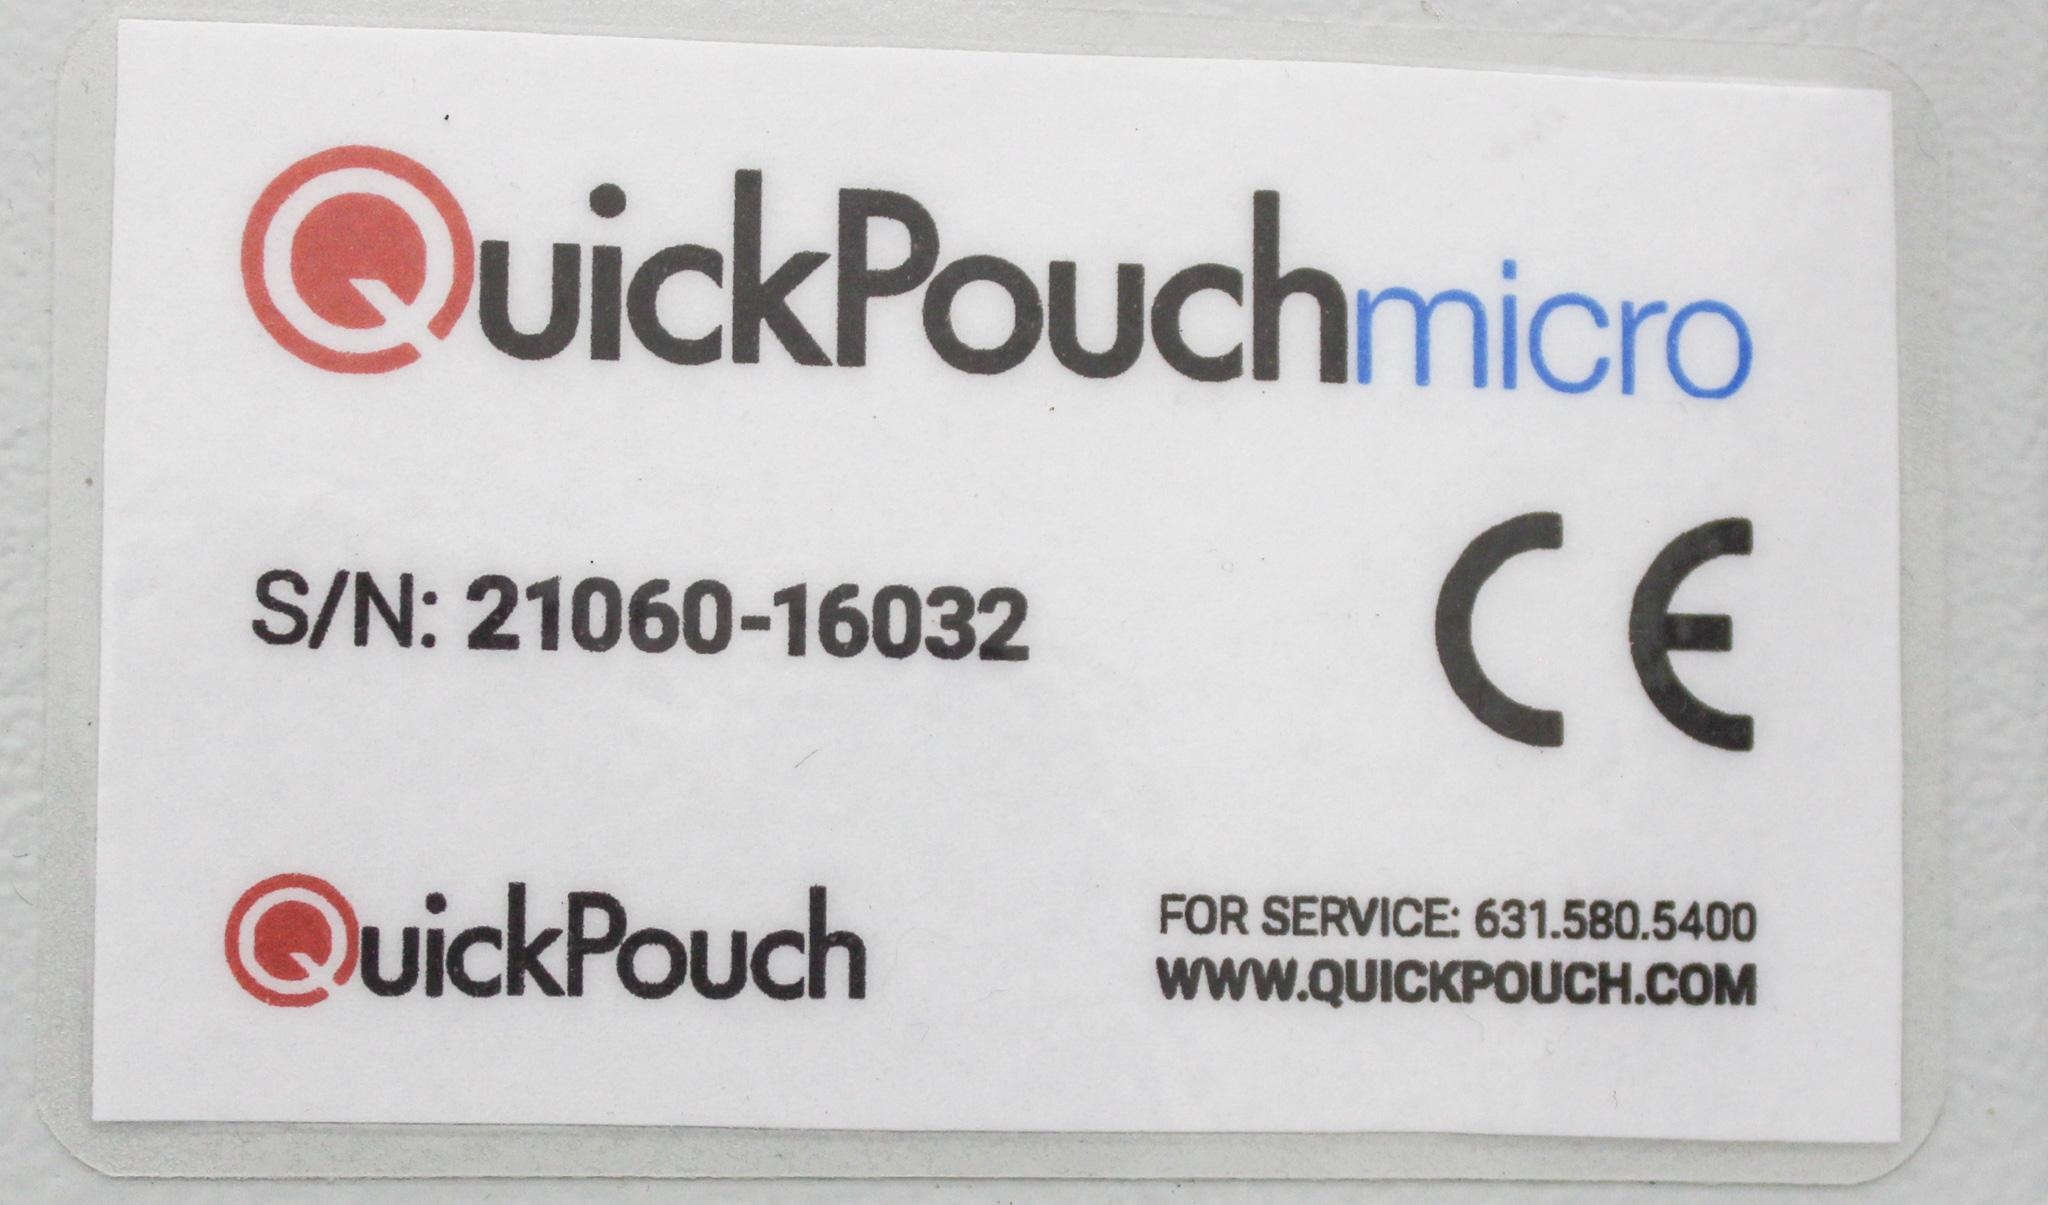 QuickPouchmicro
S/N: 21060-16032
CE
QuickPouch
FOR SERVICE: 631.580.5400
WWW.QUICKPOUCH.COM